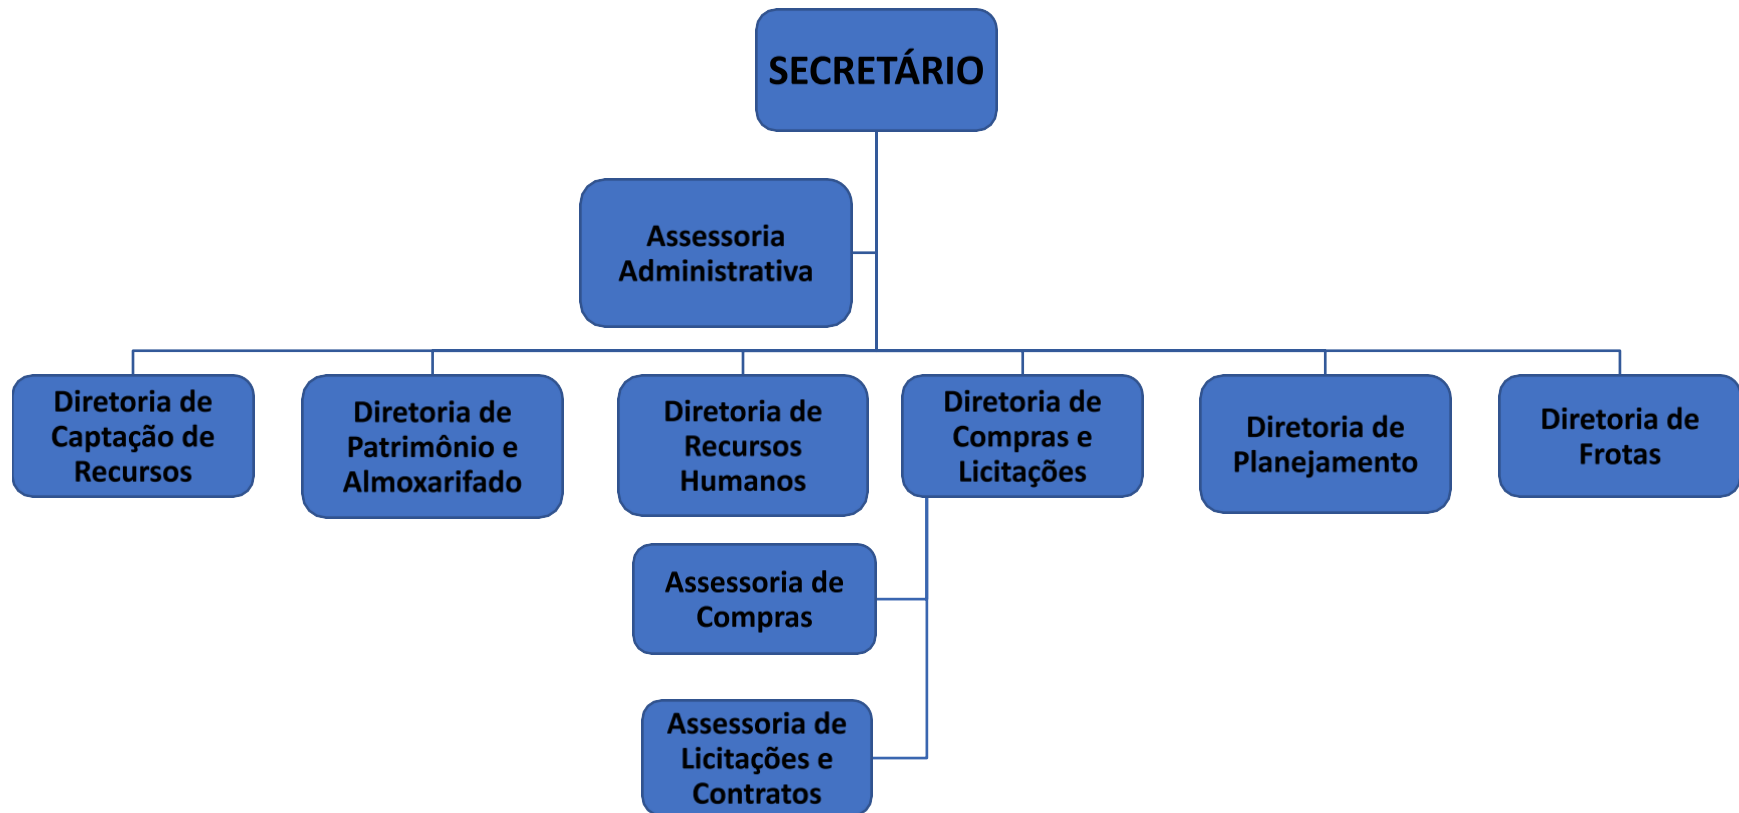 SECRETÁRIO
Assessoria
Administrativa
Diretoria de
Captação de
Recursos
Diretoria de
Patrimônio e
Almoxarifado
Diretoria de
Recursos
Humanos
Diretoria de
Compras e
Licitações
Diretoria de
Planejamento
Diretoria de
Frotas
Assessoria de
Compras
Assessoria de
Licitações e
Contratos